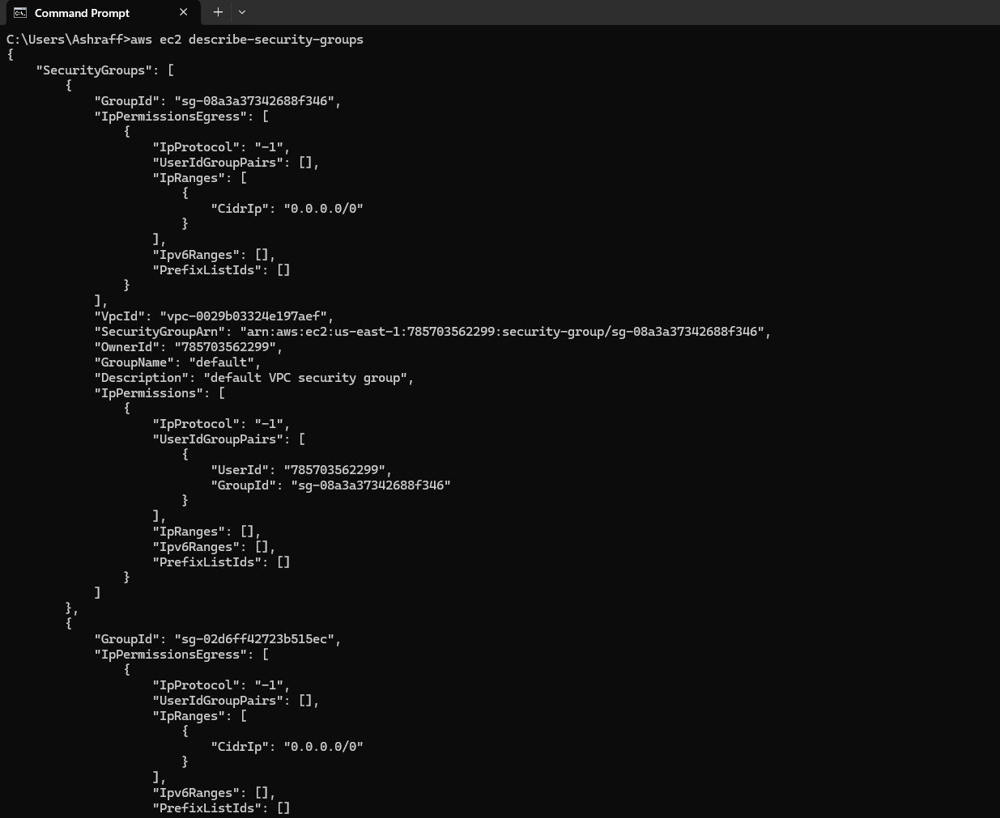 Command Prompt
C:\Users\Ashraff>aws ec2 describe-security-groups
{
    "SecurityGroups": [
        {
            "GroupId": "sg-08a3a37342688f346",
            "IpPermissionsEgress": [
                {
                    "IpProtocol": "-1",
                    "UserIdGroupPairs": [],
                    "IpRanges": [
                        {
                            "CidrIp": "0.0.0.0/0"
                        }
                    ],
                    "Ipv6Ranges": [],
                    "PrefixListIds": []
                }
            ],
            "VpcId": "vpc-0029b03324e197aef",
            "SecurityGroupArn": "arn:aws:ec2:us-east-1:785703562299:security-group/sg-08a3a37342688f346",
            "OwnerId": "785703562299",
            "GroupName": "default",
            "Description": "default VPC security group",
            "IpPermissions": [
                {
                    "IpProtocol": "-1",
                    "UserIdGroupPairs": [
                        {
                            "UserId": "785703562299",
                            "GroupId": "sg-08a3a37342688f346"
                        }
                    ],
                    "IpRanges": [],
                    "Ipv6Ranges": [],
                    "PrefixListIds": []
                }
            ]
        },
        {
            "GroupId": "sg-02d6ff42723b515ec",
            "IpPermissionsEgress": [
                {
                    "IpProtocol": "-1",
                    "UserIdGroupPairs": [],
                    "IpRanges": [
                        {
                            "CidrIp": "0.0.0.0/0"
                        }
                    ],
                    "Ipv6Ranges": [],
                    "PrefixListIds": []